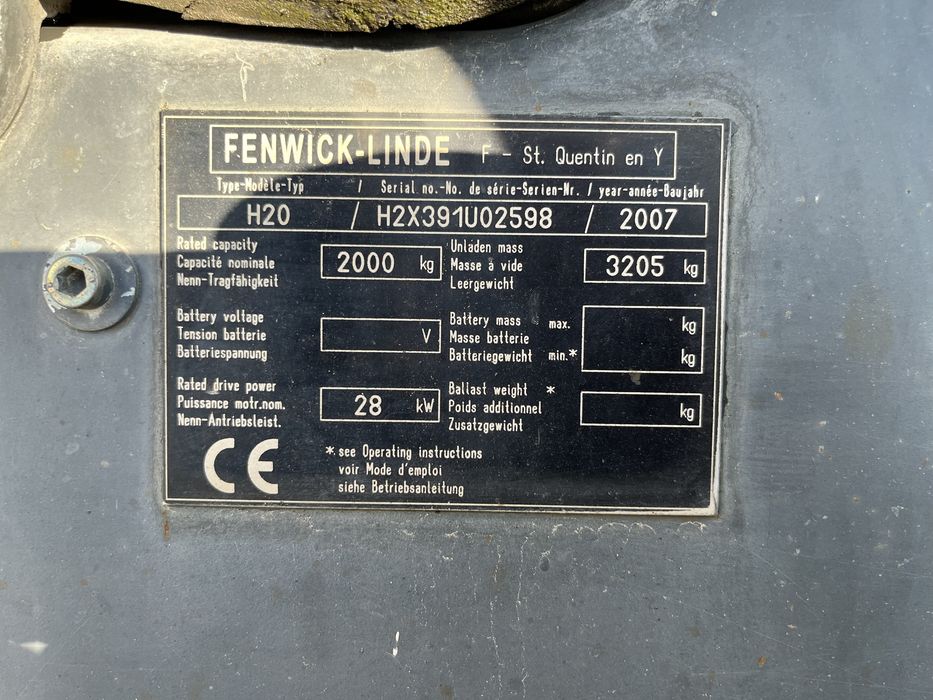 FENWICK-LINDE F - St. Quentin en Y
Type-Modèle-Typ / Serial no.-No. de série-Serien-Nr. / year-année-Baujahr
H20 / H2X391U02598 / 2007
Rated capacity
Capacité nominale
Nenn-Tragfähigkeit
2000 kg
Unladen mass
Masse à vide
Leergewicht
3205 kg
Battery voltage
Tension batterie
Batteriespannung
V
Battery mass max. kg
Masse batterie
Batteriegewicht min.* kg
Rated drive power
Puissance motr.nom.
Nenn-Antriebsleist.
28 kW
Ballast weight *
Poids additionnel
Zusatzgewicht
kg
CE
* see Operating instructions
voir Mode d'emploi
siehe Betriebsanleitung